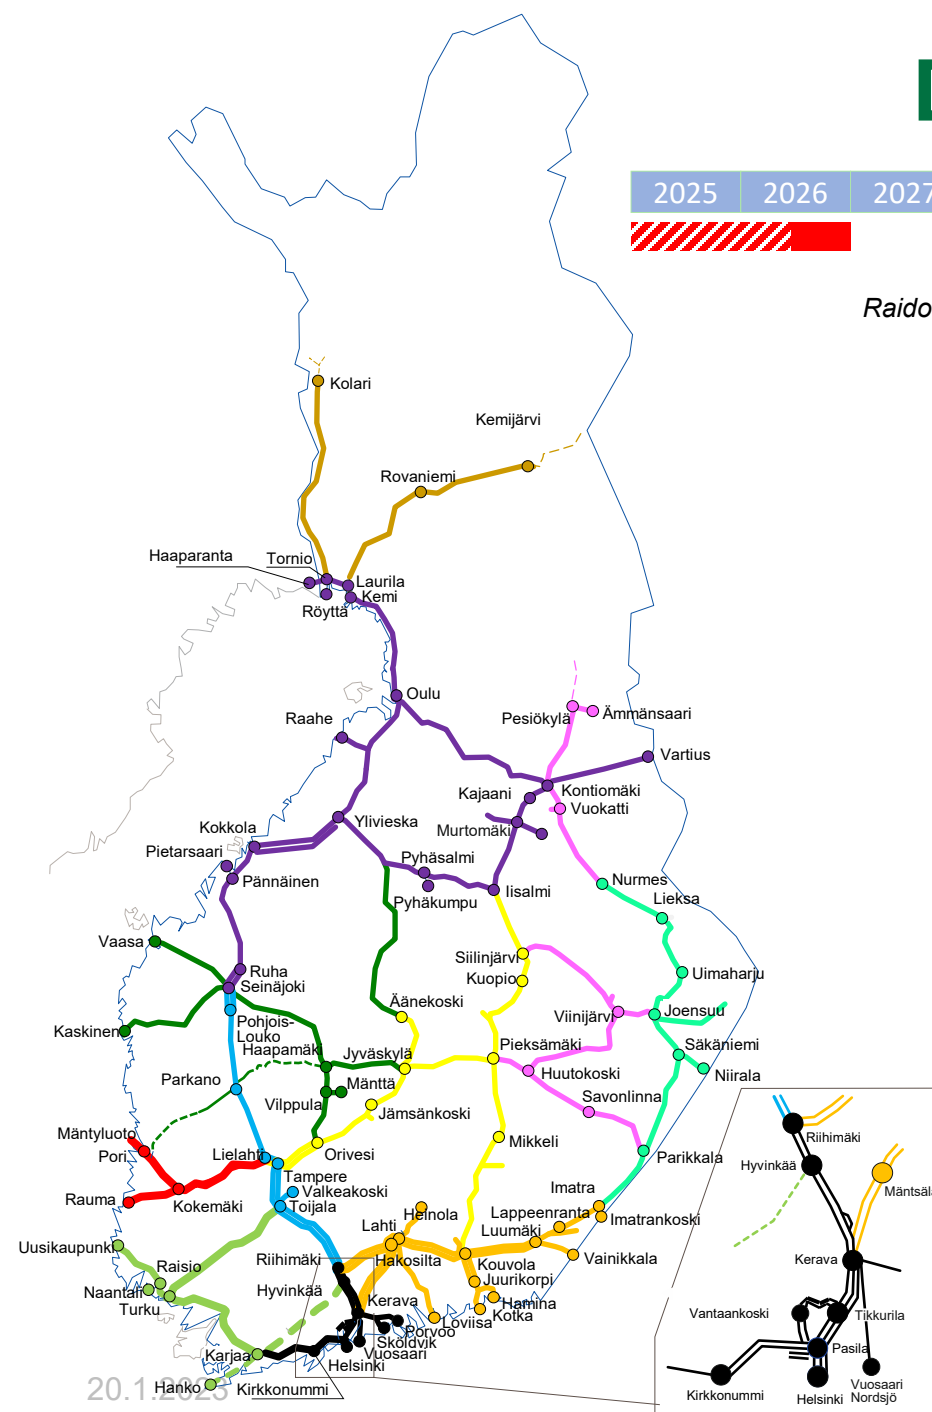 2025 2026 2027
Raido
Kolari
Kemijärvi
Rovaniemi
Haaparanta
Tornio
Laurila
Kemi
Röyttä
Oulu
Raahe
Pesiökylä
Ämmänsaari
Vartius
Kontiomäki
Kajaani
Vuokatti
Murtomäki
Ylivieska
Kokkola
Pietarsaari
Pännäinen
Pyhäsalmi
Pyhäkumpu
Iisalmi
Nurmes
Lieksa
Vaasa
Siilinjärvi
Kuopio
Uimaharju
Ruha
Seinäjoki
Kaskinen
Pohjois-
Louko
Äänekoski
Viinijärvi
Joensuu
Haapamäki
Jyväskylä
Pieksämäki
Säkäniemi
Niirala
Huutokoski
Parkano
Mänttä
Vilppula
Jämsänkoski
Savonlinna
Mäntyluoto
Pori
Lielahti
Orivesi
Mikkeli
Parikkala
Tampere
Valkeakoski
Rauma
Kokemäki
Toijala
Imatra
Imatrankoski
Heinola
Lahti
Lappeenranta
Luumäki
Hakosilta
Kouvola
Vainikkala
Uusikaupunki
Raisio
Naantali
Turku
Riihimäki
Hyvinkää
Juurikorpi
Hamina
Kotka
Loviisa
Kerava
Porvoo
Sköldvik
Vuosaari
Helsinki
Karjaa
Hanko
Kirkkonummi
20.1.2023
Riihimäki
Hyvinkää
Mäntsälä
Kerava
Vantaankoski
Tikkurila
Pasila
Kirkkonummi
Helsinki
Vuosaari
Nordsjö